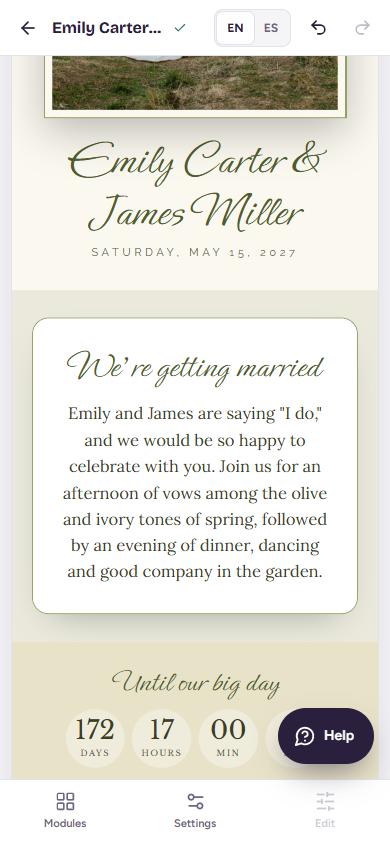 Emily Carter...
EN
ES
Emily Carter &
James Miller
SATURDAY, MAY 15, 2027
We're getting married
Emily and James are saying "I do,"
and we would be so happy to
celebrate with you. Join us for an
afternoon of vows among the olive
and ivory tones of spring, followed
by an evening of dinner, dancing
and good company in the garden.
Until our big day
172
17
00
DAYS
HOURS
MIN
Help
Modules
Settings
Edit